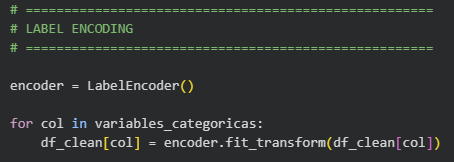 # ==================================================
# LABEL ENCODING
# ==================================================
encoder = LabelEncoder()
for col in variables_categoricas:
    df_clean[col] = encoder.fit_transform(df_clean[col])